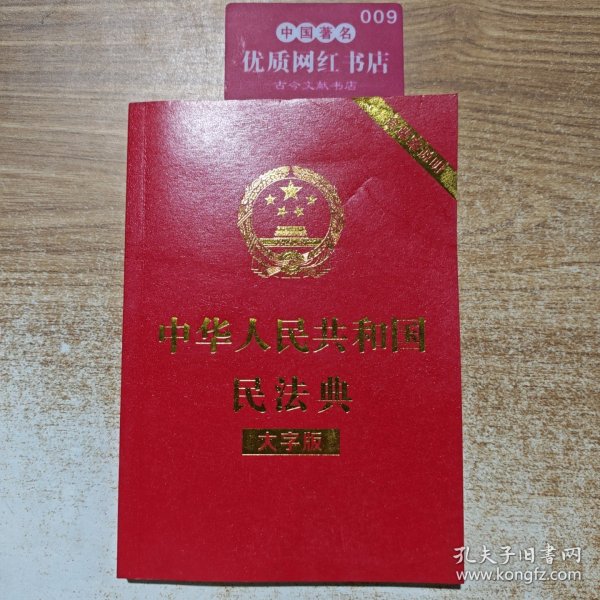 009
中国著名
优质网红书店
古今文献书店
中华人民共和国
民法典
大字版
孔夫子旧书网
www.kongfz.com